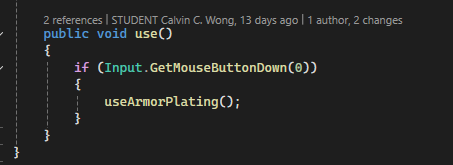 2 references | STUDENT Calvin C. Wong, 13 days ago | 1 author, 2 changes
public void use()
{
if (Input.GetMouseButtonDown(0))
{
useArmorPlating();
}
}
}